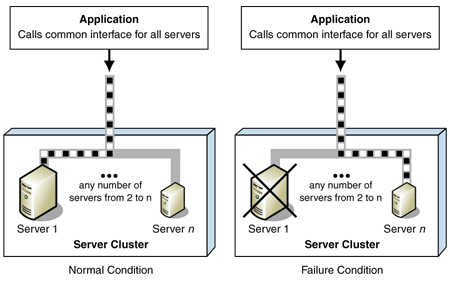 Application
Calls common interface for all servers
•••
any number of
servers from 2 to n
Server 1
Server n
Server Cluster
Normal Condition
Application
Calls common interface for all servers
•••
any number of
servers from 2 to n
Server 1
Server n
Server Cluster
Failure Condition